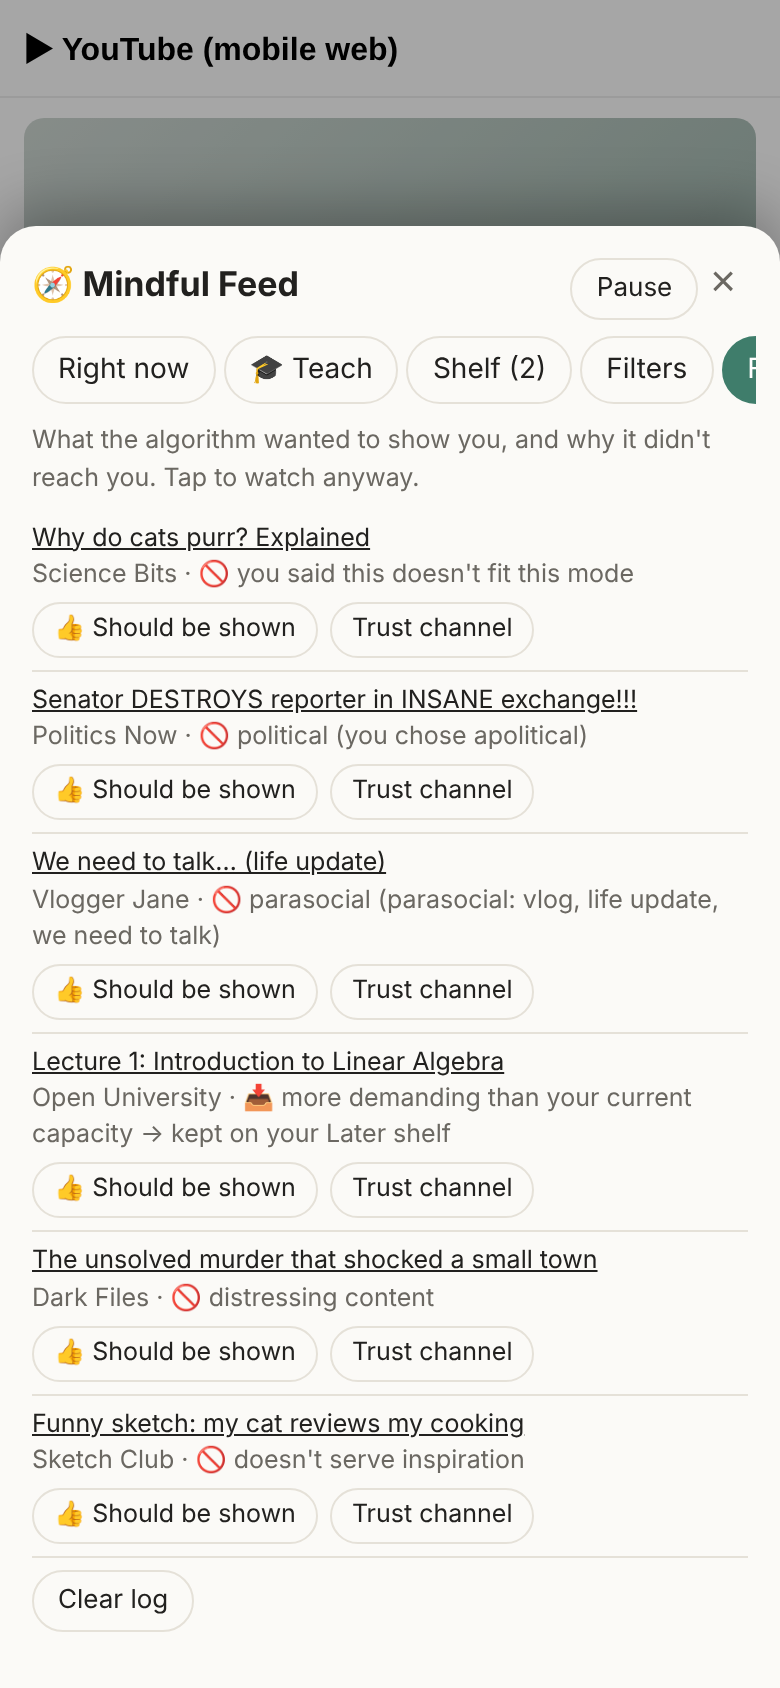 ▶ YouTube (mobile web)
🧭 Mindful Feed
Pause
✕
Right now
🎓 Teach
Shelf (2)
Filters
What the algorithm wanted to show you, and why it didn't
reach you. Tap to watch anyway.
Why do cats purr? Explained
Science Bits · 🚫 you said this doesn't fit this mode
👍 Should be shown
Trust channel
Senator DESTROYS reporter in INSANE exchange!!!
Politics Now · 🚫 political (you chose apolitical)
👍 Should be shown
Trust channel
We need to talk... (life update)
Vlogger Jane · 🚫 parasocial (parasocial: vlog, life update,
we need to talk)
👍 Should be shown
Trust channel
Lecture 1: Introduction to Linear Algebra
Open University · 📥 more demanding than your current
capacity → kept on your Later shelf
👍 Should be shown
Trust channel
The unsolved murder that shocked a small town
Dark Files · 🚫 distressing content
👍 Should be shown
Trust channel
Funny sketch: my cat reviews my cooking
Sketch Club · 🚫 doesn't serve inspiration
👍 Should be shown
Trust channel
Clear log